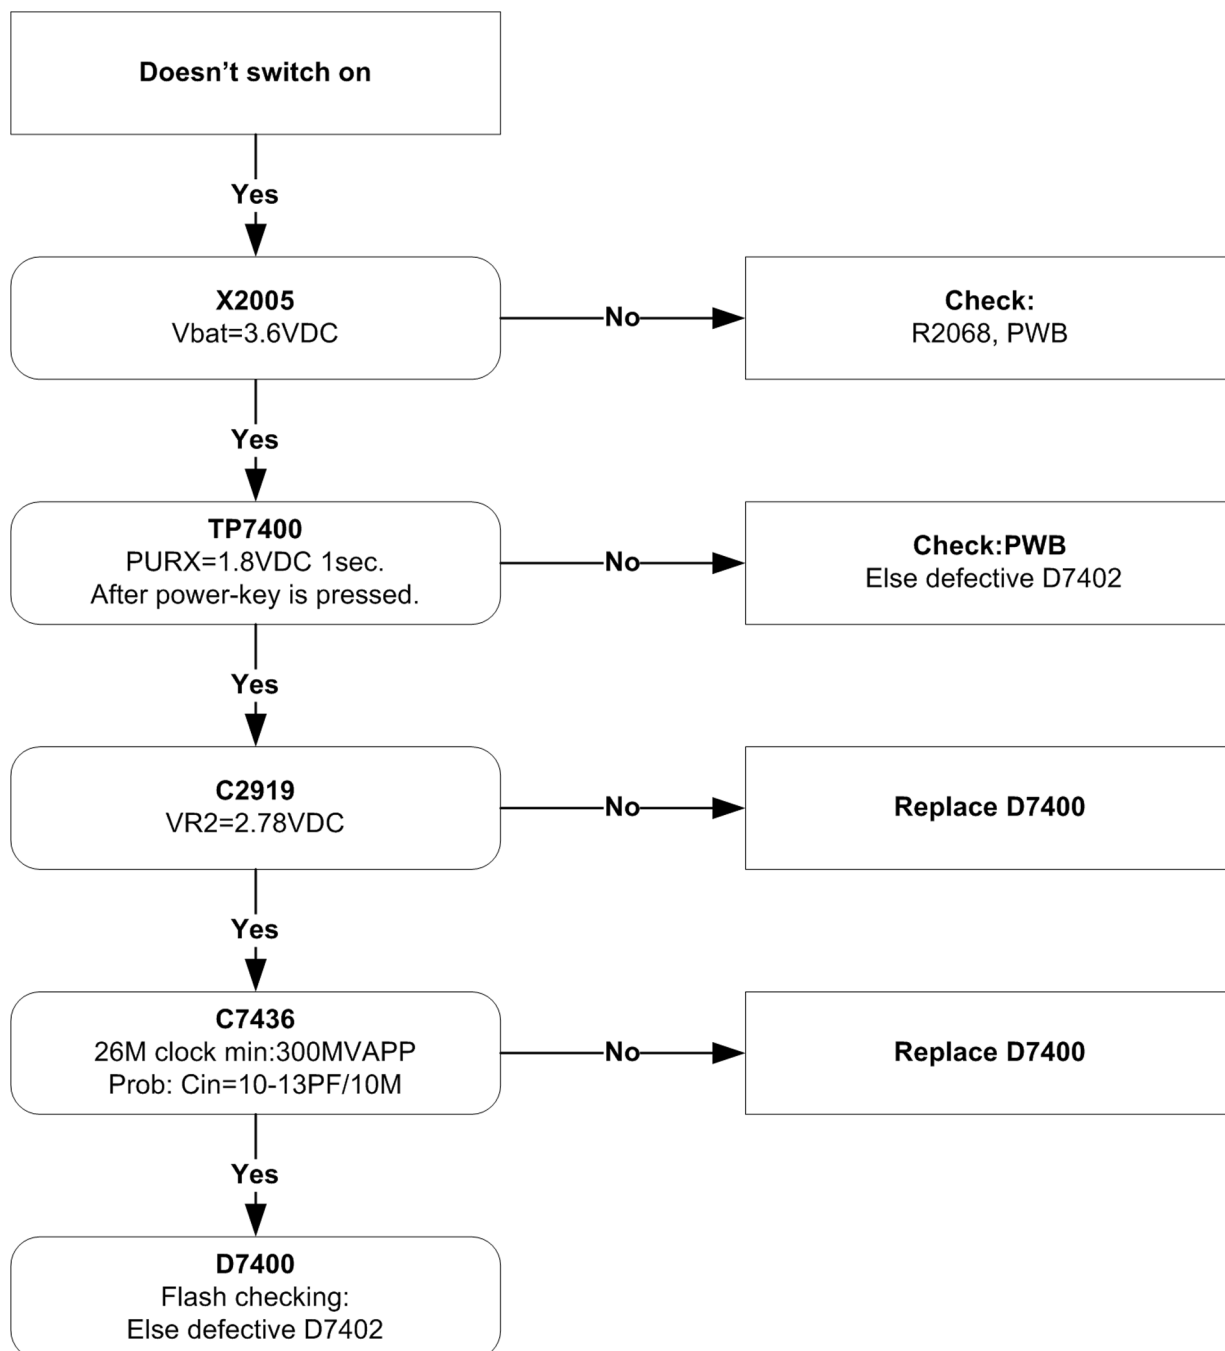 Doesn't switch on
Yes
X2005
Vbat=3.6VDC
No
Check:
R2068, PWB
Yes
TP7400
PURX=1.8VDC 1sec.
After power-key is pressed.
No
Check:PWB
Else defective D7402
Yes
C2919
VR2=2.78VDC
No
Replace D7400
Yes
C7436
26M clock min:300MVAPP
Prob: Cin=10-13PF/10M
No
Replace D7400
Yes
D7400
Flash checking:
Else defective D7402